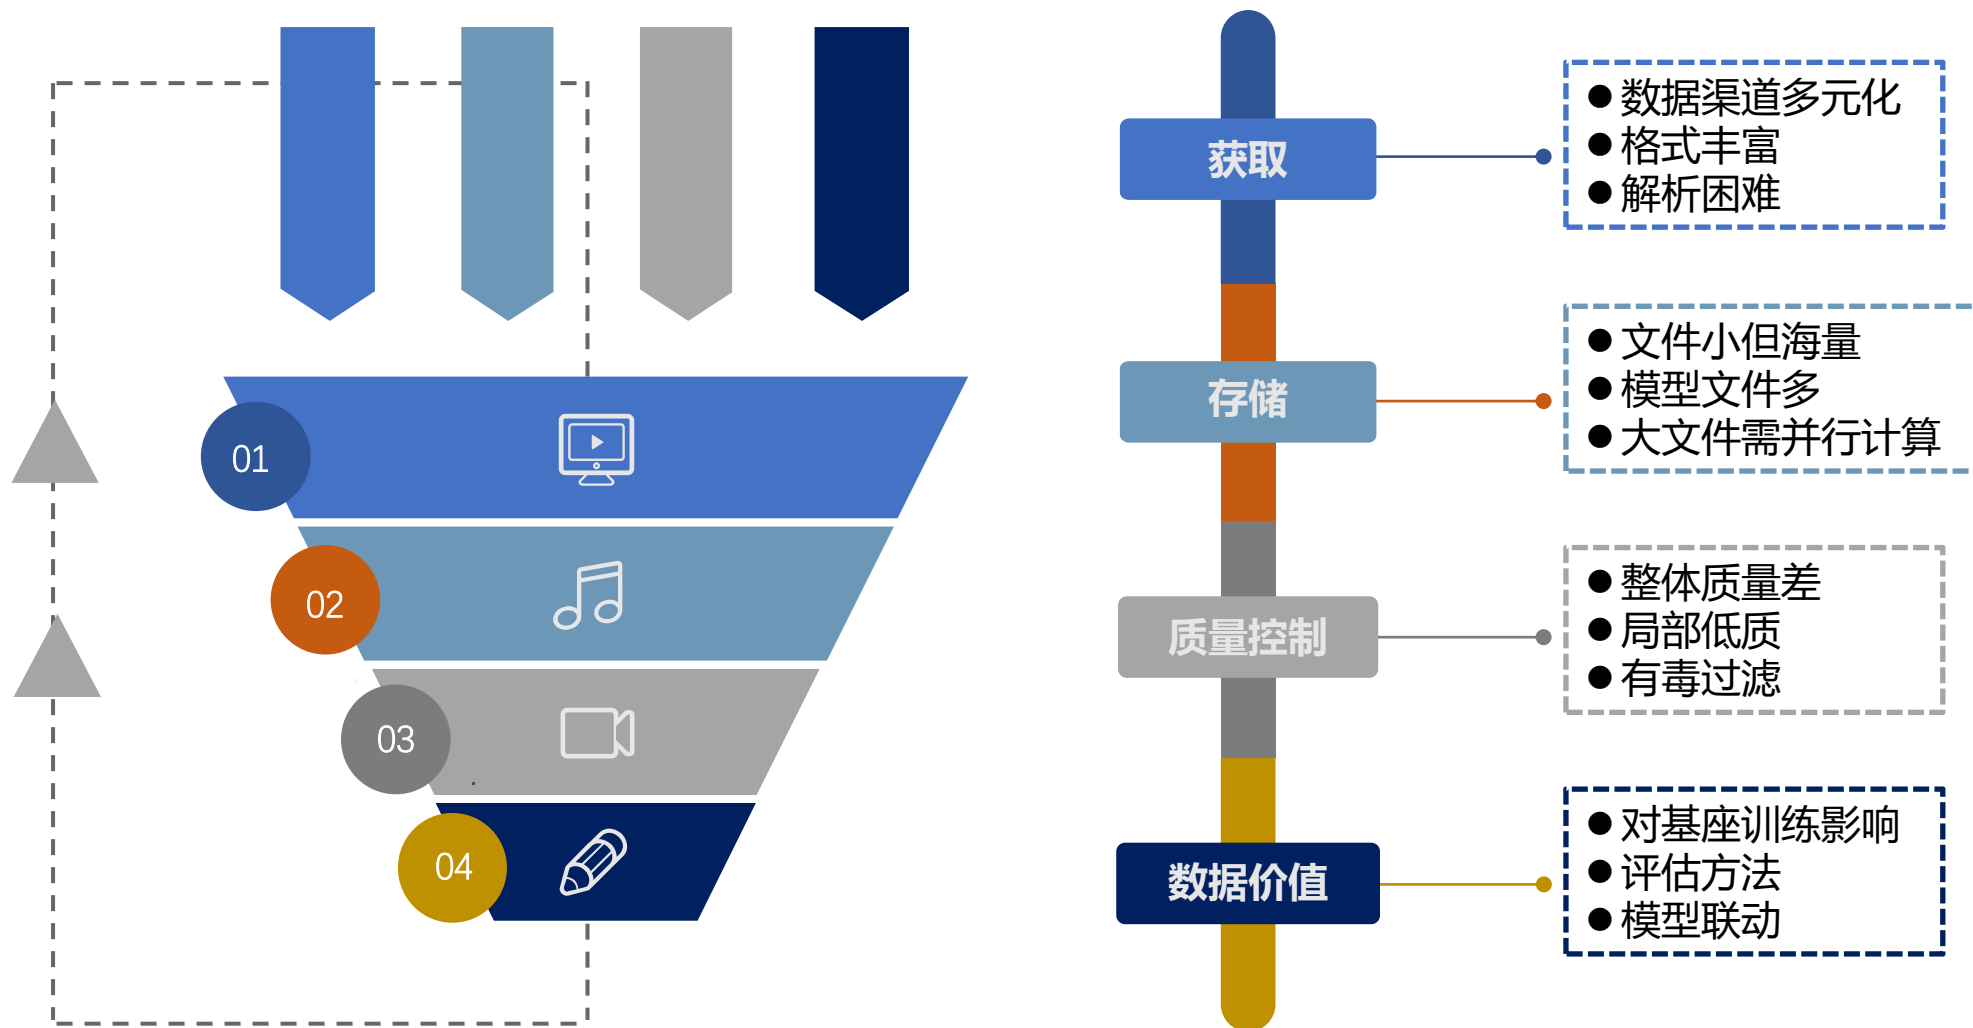 01
02
03
04
获取
数据渠道多元化
格式丰富
解析困难
存储
文件小但海量
模型文件多
大文件需并行计算
质量控制
整体质量差
局部低质
有毒过滤
数据价值
对基座训练影响
评估方法
模型联动